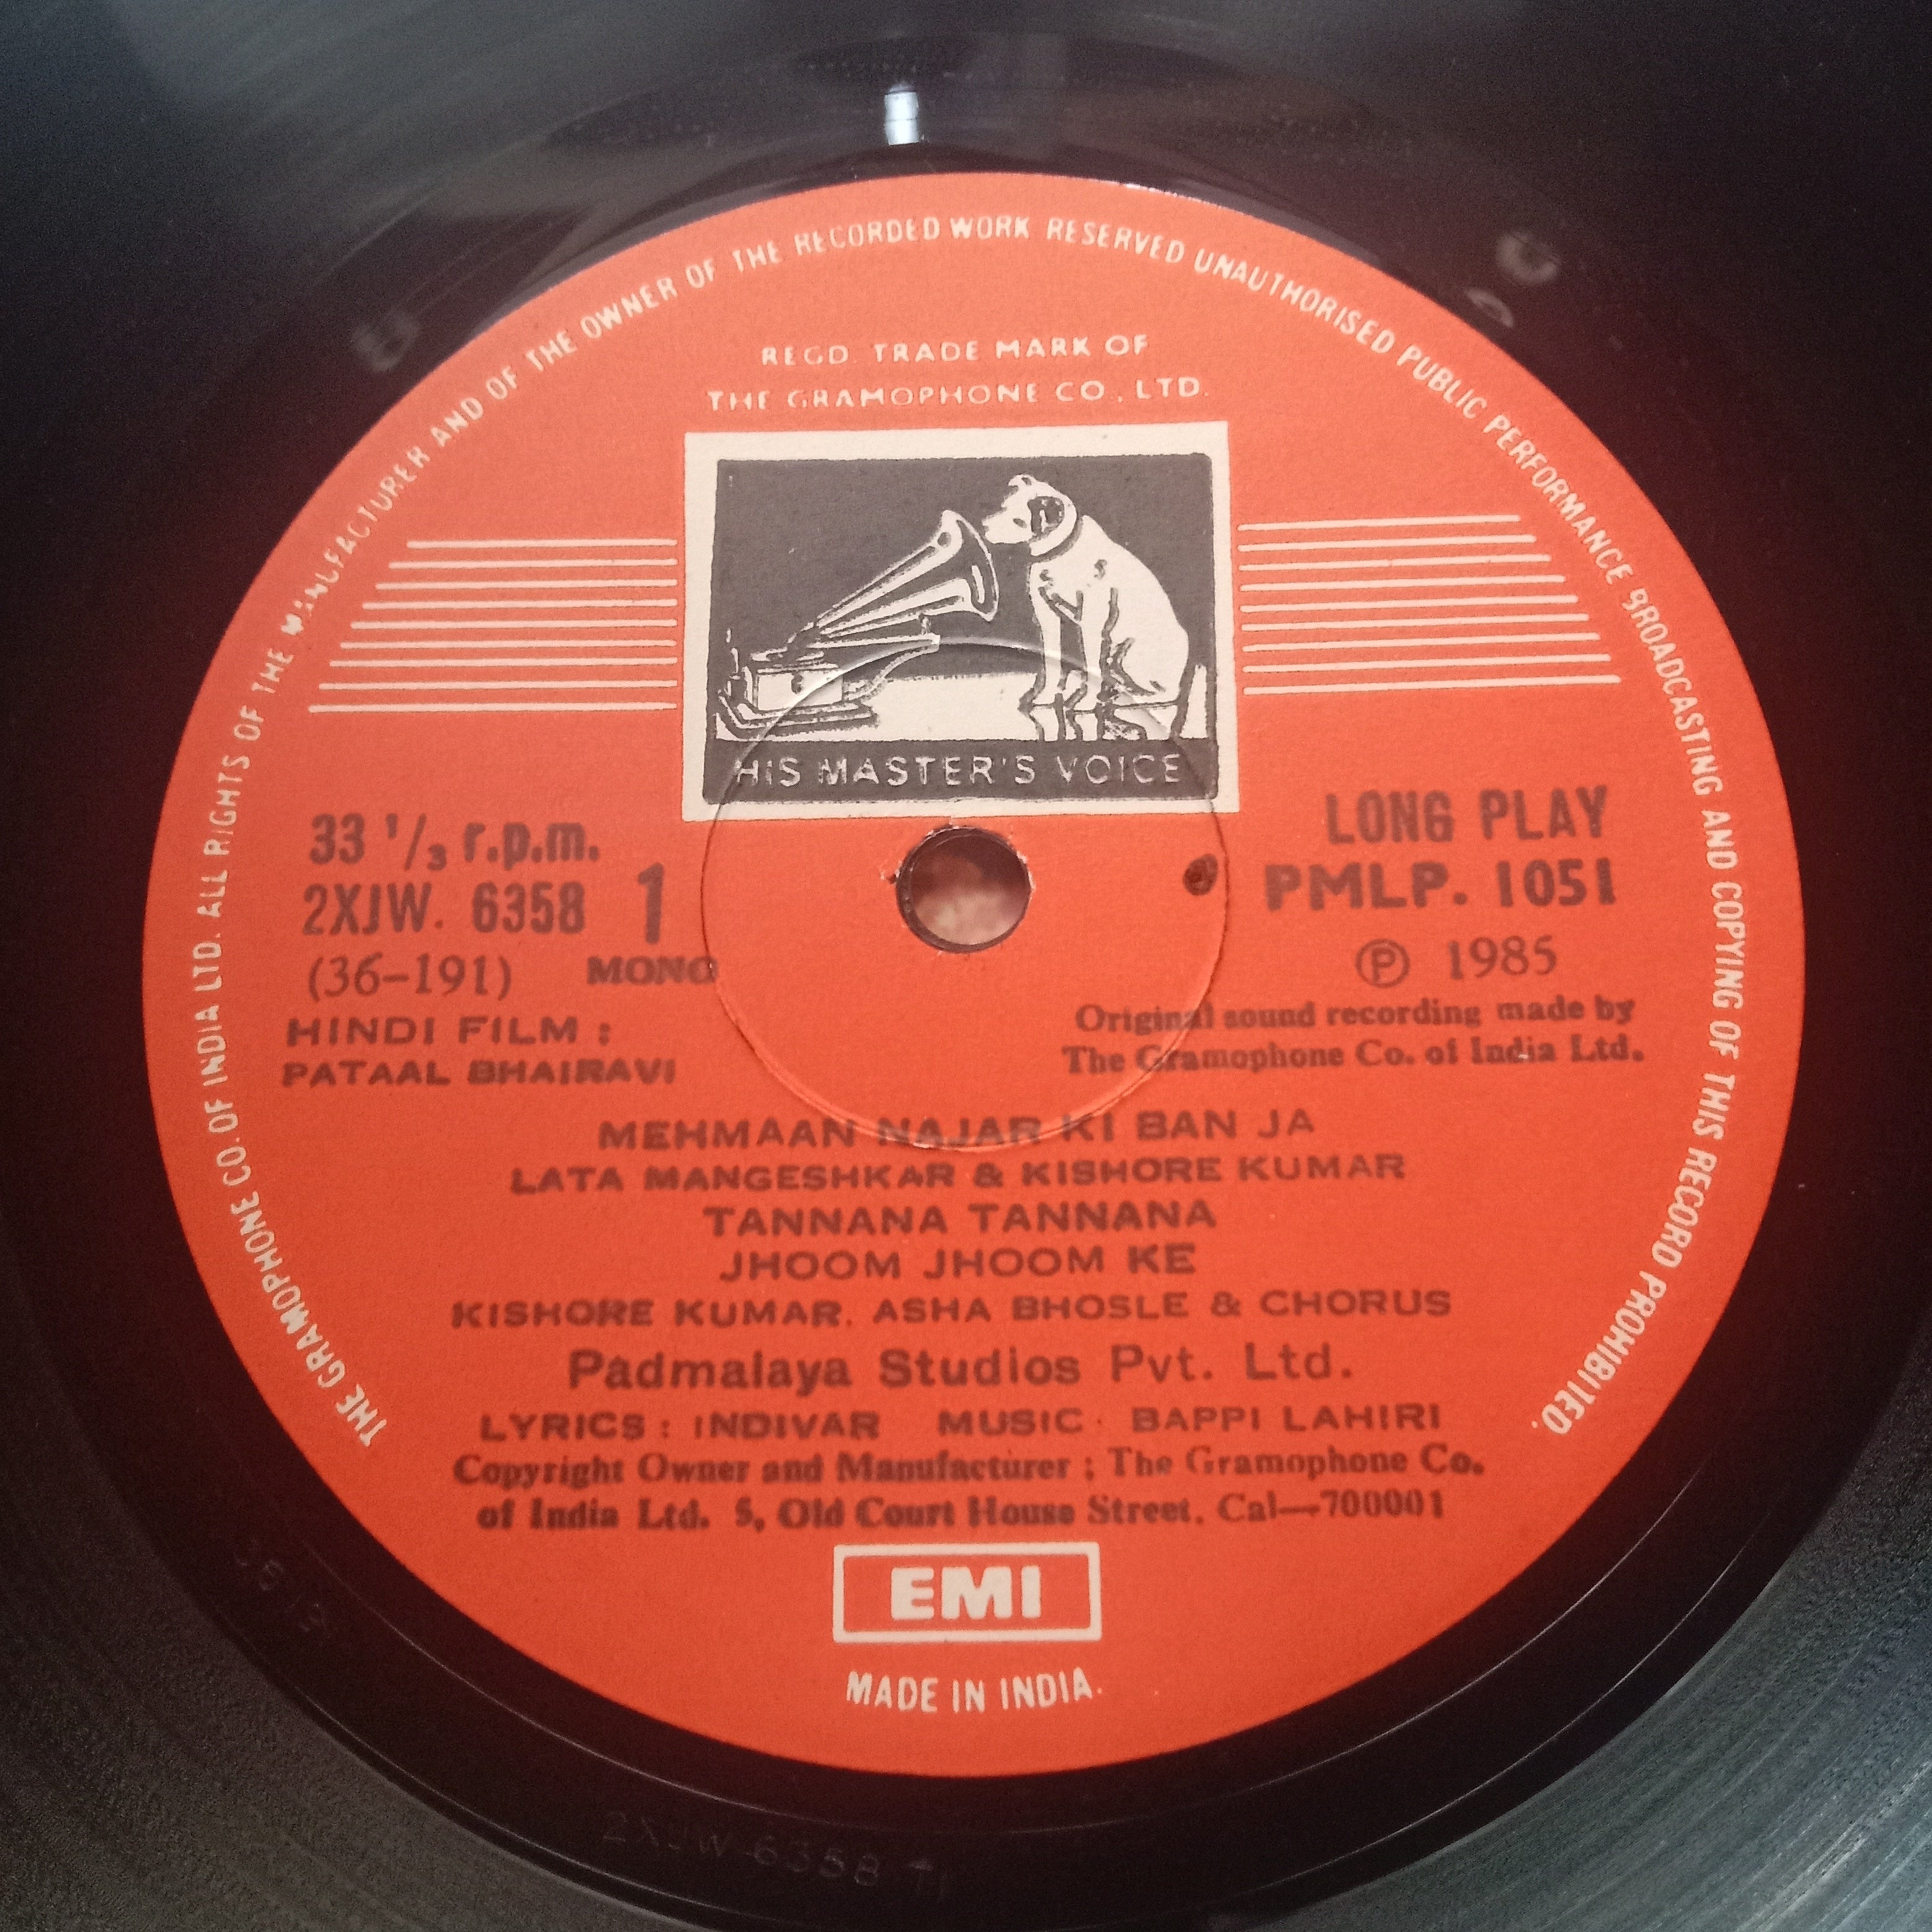 THE GRAMOPHONE CO. OF INDIA LTD. ALL RIGHTS OF THE MANUFACTURER AND OF THE OWNER OF THE RECORDED WORK RESERVED UNAUTHORISED PUBLIC PERFORMANCE BROADCASTING AND COPYING OF THIS RECORD PROHIBITED.
REGD. TRADE MARK OF
THE GRAMOPHONE CO., LTD.
HIS MASTER'S VOICE
33 1/3 r.p.m.
2XJW. 6358 1
(36-191) MONO
HINDI FILM :
PATAAL BHAIRAVI
LONG PLAY
PMLP. 1051
Ⓟ 1985
Original sound recording made by
The Gramophone Co. of India Ltd.
MEHMAAN NAJAR KI BAN JA
LATA MANGESHKAR & KISHORE KUMAR
TANNANA TANNANA
JHOOM JHOOM KE
KISHORE KUMAR, ASHA BHOSLE & CHORUS
Padmalaya Studios Pvt. Ltd.
LYRICS : INDIVAR MUSIC : BAPPI LAHIRI
Copyright Owner and Manufacturer ; The Gramophone Co.
of India Ltd. 5, Old Court House Street, Cal—700001
EMI
MADE IN INDIA.
2XJW 6358